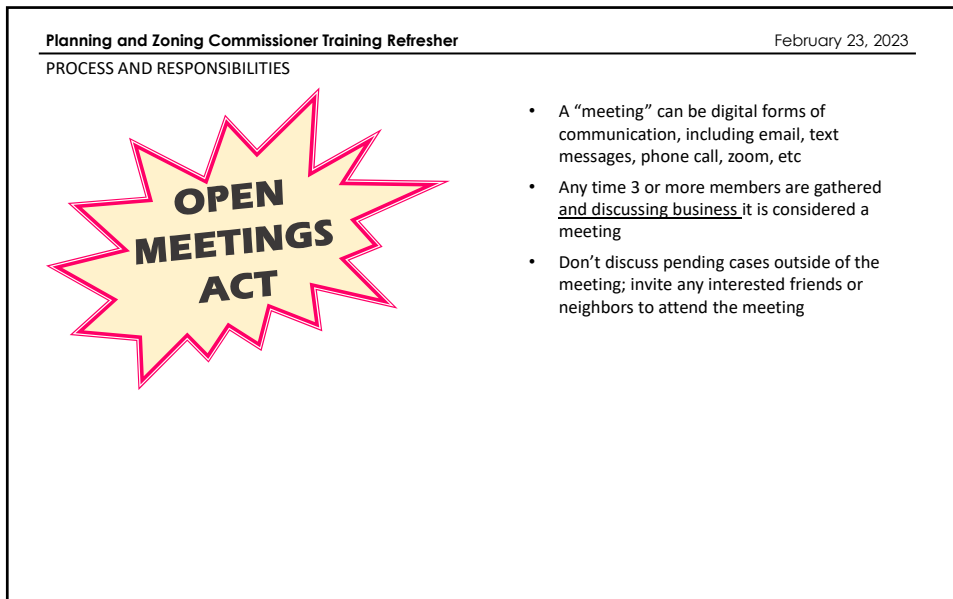 Planning and Zoning Commissioner Training Refresher
February 23, 2023
PROCESS AND RESPONSIBILITIES
OPEN
MEETINGS
ACT
• A “meeting” can be digital forms of
communication, including email, text
messages, phone call, zoom, etc
• Any time 3 or more members are gathered
and discussing business it is considered a
meeting
• Don’t discuss pending cases outside of the
meeting; invite any interested friends or
neighbors to attend the meeting